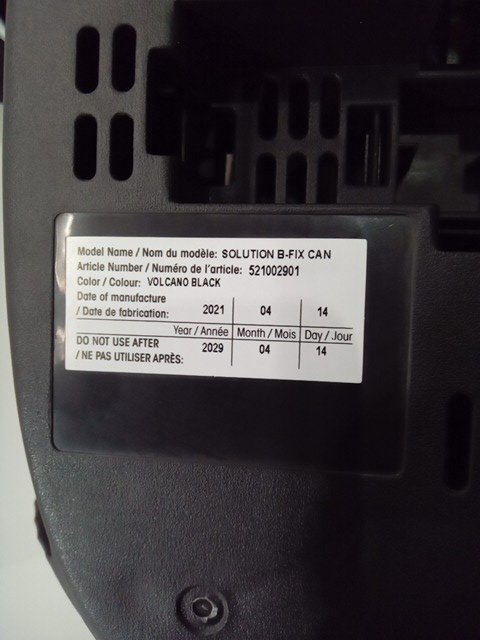 Model Name / Nom du modèle: SOLUTION B-FIX CAN
Article Number / Numéro de l'article: 521002901
Color / Colour: VOLCANO BLACK
Date of manufacture
/ Date de fabrication: 2021 04 14
Year / Année Month / Mois Day / Jour
DO NOT USE AFTER 2029 04 14
/ NE PAS UTILISER APRÈS: